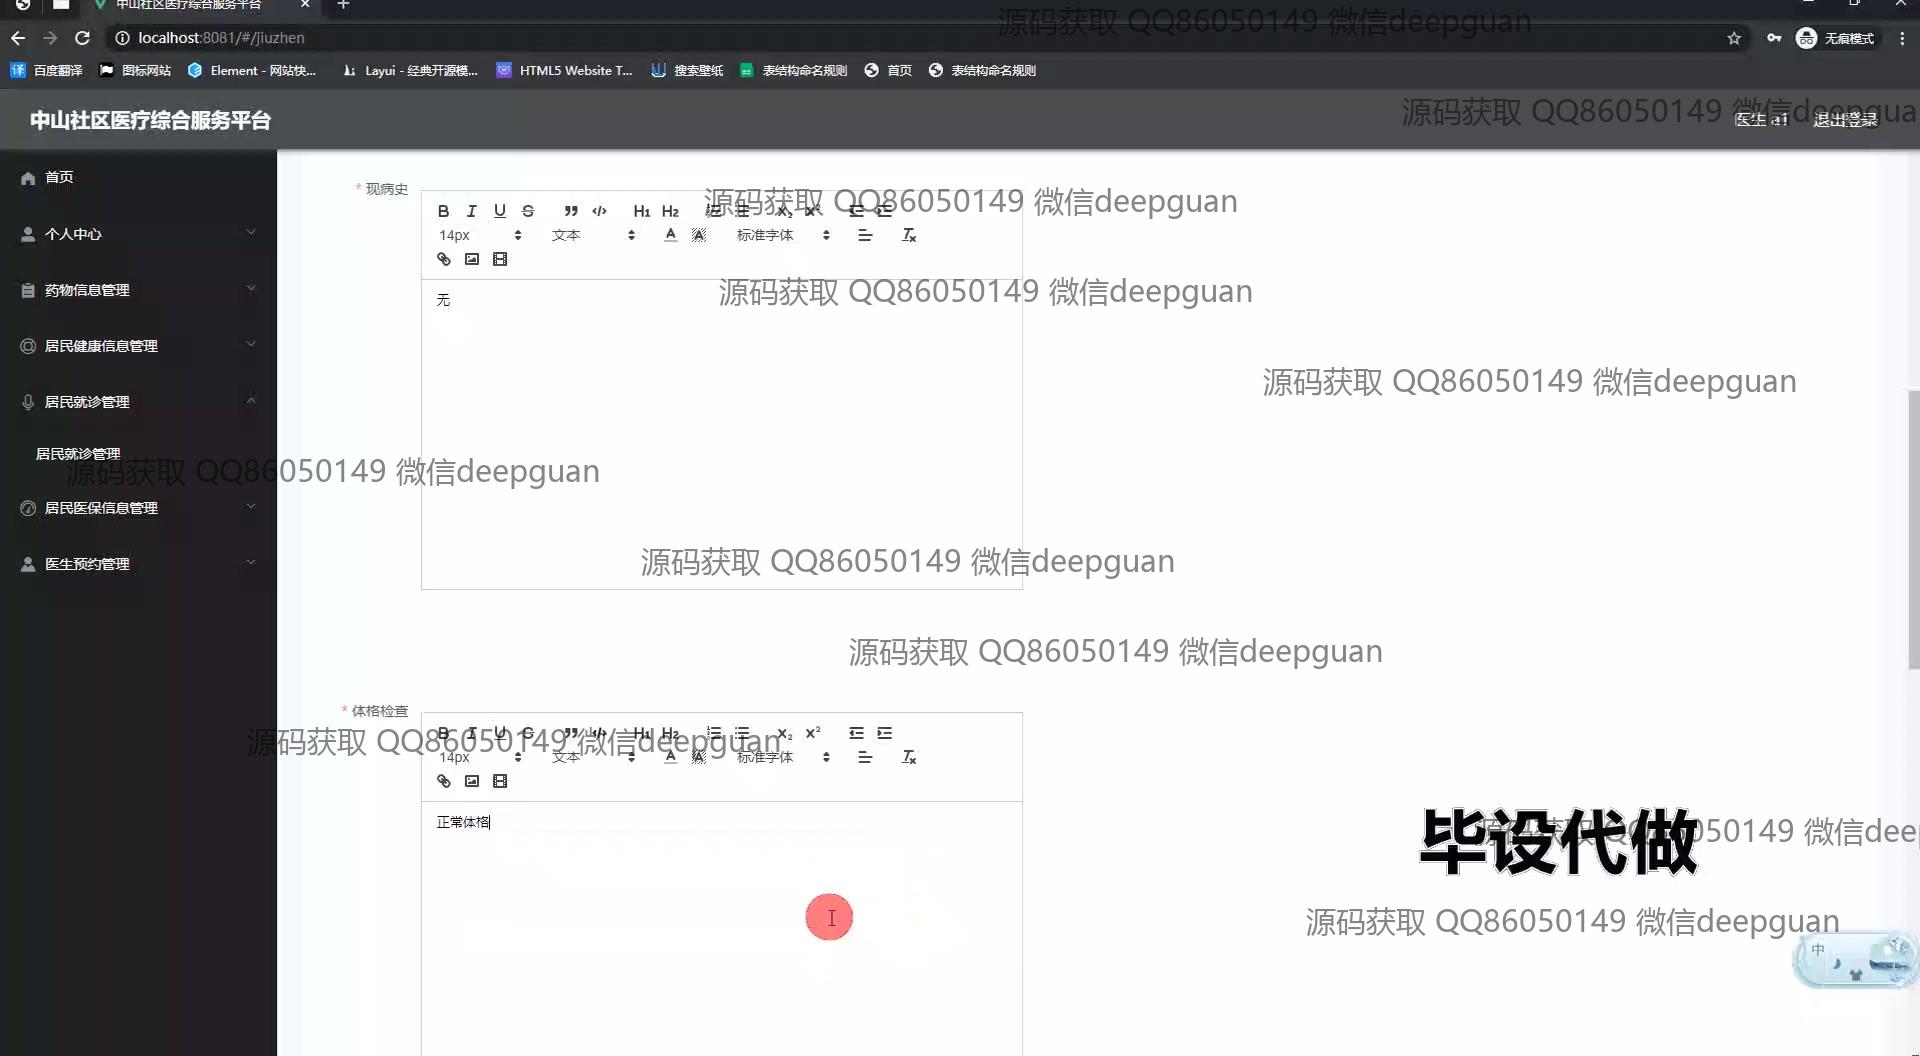 中山社区医疗综合服务平台
源码获取 QQ86050149 微信deepguan
localhost:8081/#/jiuzhen
无痕模式
百度翻译
图标网站
Element - 网站快...
Layui - 经典开源模...
HTML5 Website T...
搜索壁纸
表结构命名规则
首页
表结构命名规则
中山社区医疗综合服务平台
源码获取 QQ86050149 微信deepgua
医生 a1
退出登录
首页
个人中心
药物信息管理
居民健康信息管理
居民就诊管理
居民就诊管理
居民医保信息管理
医生预约管理
* 现病史
源码获取 QQ86050149 微信deepguan
B I U S H1 H2
14px 文本 标准字体
源码获取 QQ86050149 微信deepguan
无
源码获取 QQ86050149 微信deepguan
源码获取 QQ86050149 微信deepguan
源码获取 QQ86050149 微信deepguan
源码获取 QQ86050149 微信deepguan
* 体格检查
B I U S H1 H2 X2 X2
源码获取 QQ86050149 微信deepguan
14px 文本 标准字体
正常体格
毕设代做
源码获取 QQ86050149 微信dee
源码获取 QQ86050149 微信deepguan
中